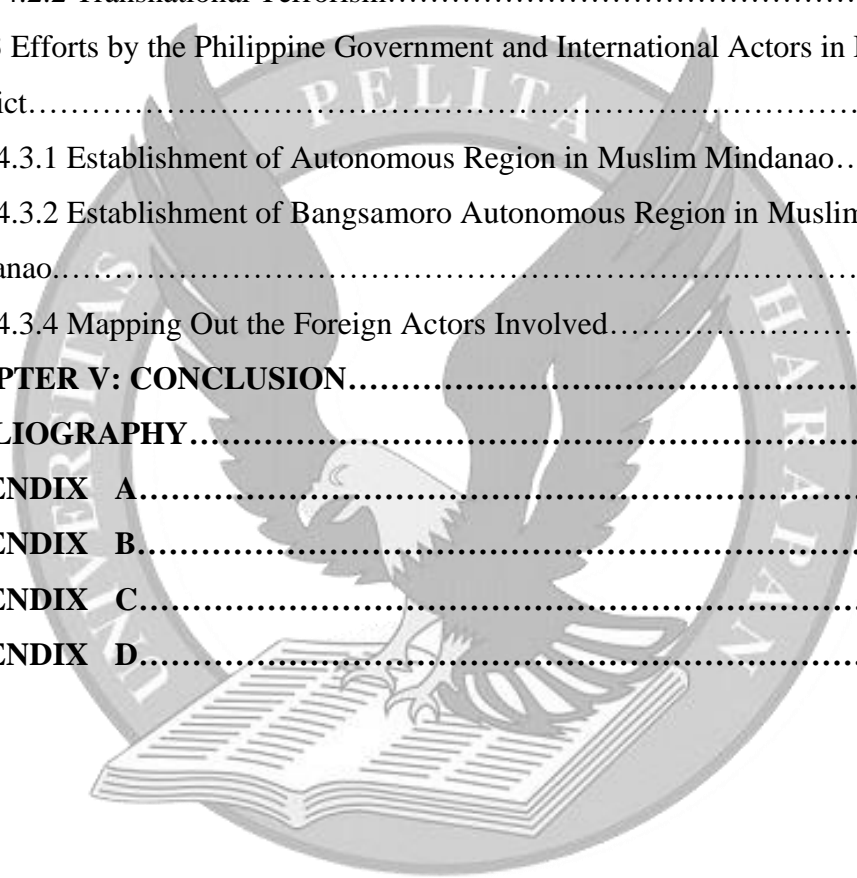 4.2.2 Transnational Terrorism……………………………………
Efforts by the Philippine Government and International Actors in
ict……………………………………………………………………
4.3.1 Establishment of Autonomous Region in Muslim Mindanao…
4.3.2 Establishment of Bangsamoro Autonomous Region in Muslim
anao.…………………………………………………………………
4.3.4 Mapping Out the Foreign Actors Involved……………………
PTER V: CONCLUSION………………………………………………
LIOGRAPHY……………………………………………………………
ENDIX A…………………………………………………………………
ENDIX B…………………………………………………………………
ENDIX C…………………………………………………………………
ENDIX D…………………………………………………………………
UNIVERSITAS PELITA HARAPAN